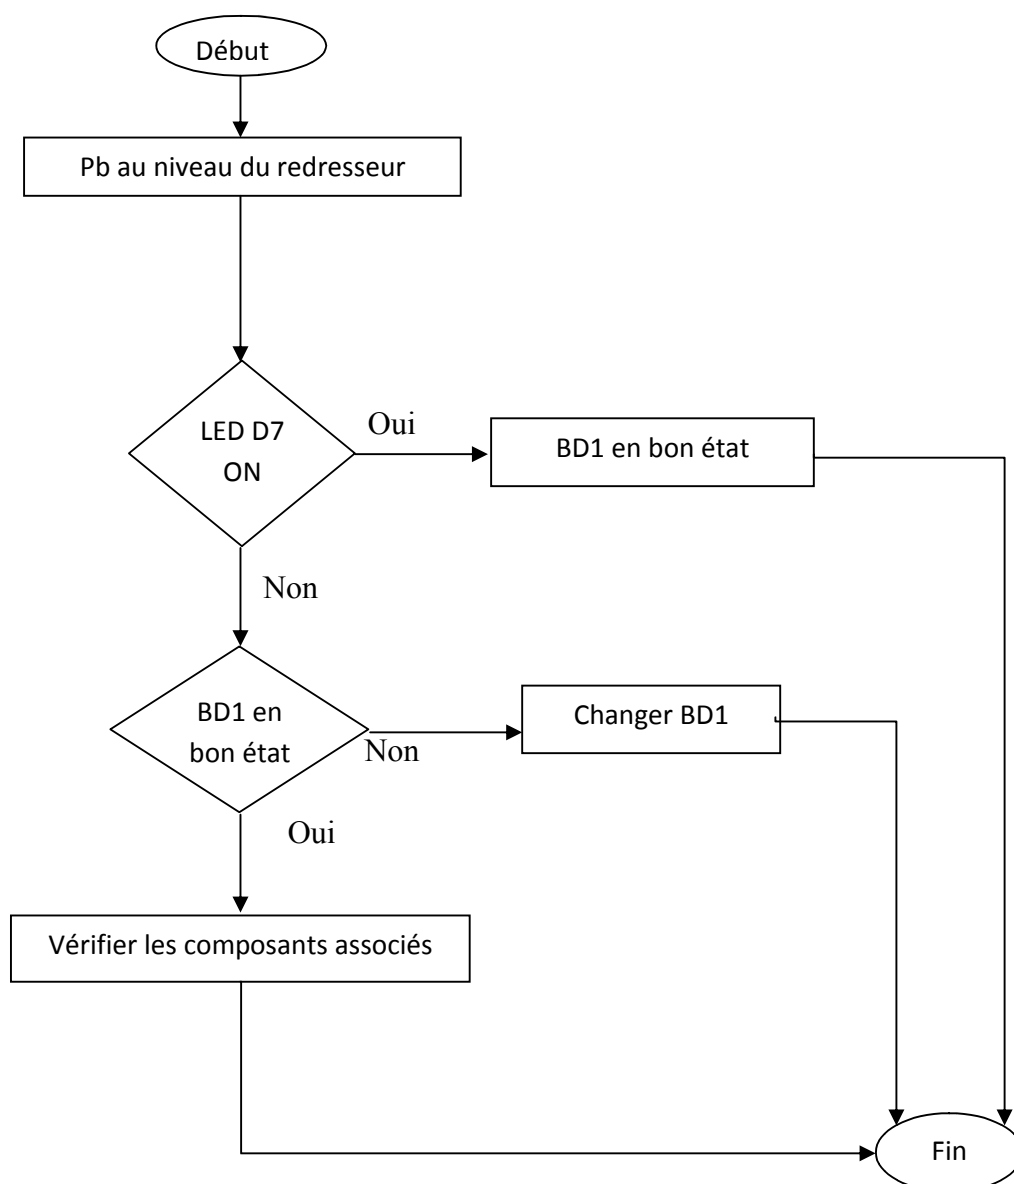 Début
Pb au niveau du redresseur
LED D7
ON
Oui
BD1 en bon état
Non
BD1 en
bon état
Non
Changer BD1
Oui
Vérifier les composants associés
Fin